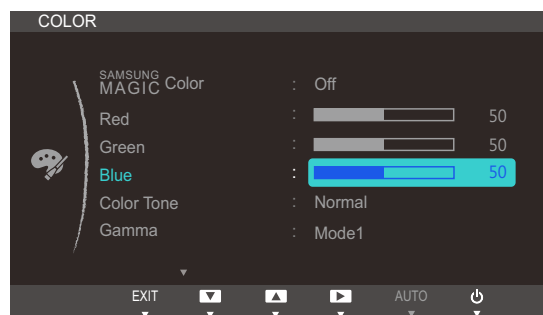 COLOR
SAMSUNG MAGIC Color : Off
Red : 50
Green : 50
Blue : 50
Color Tone : Normal
Gamma : Mode1
EXIT AUTO